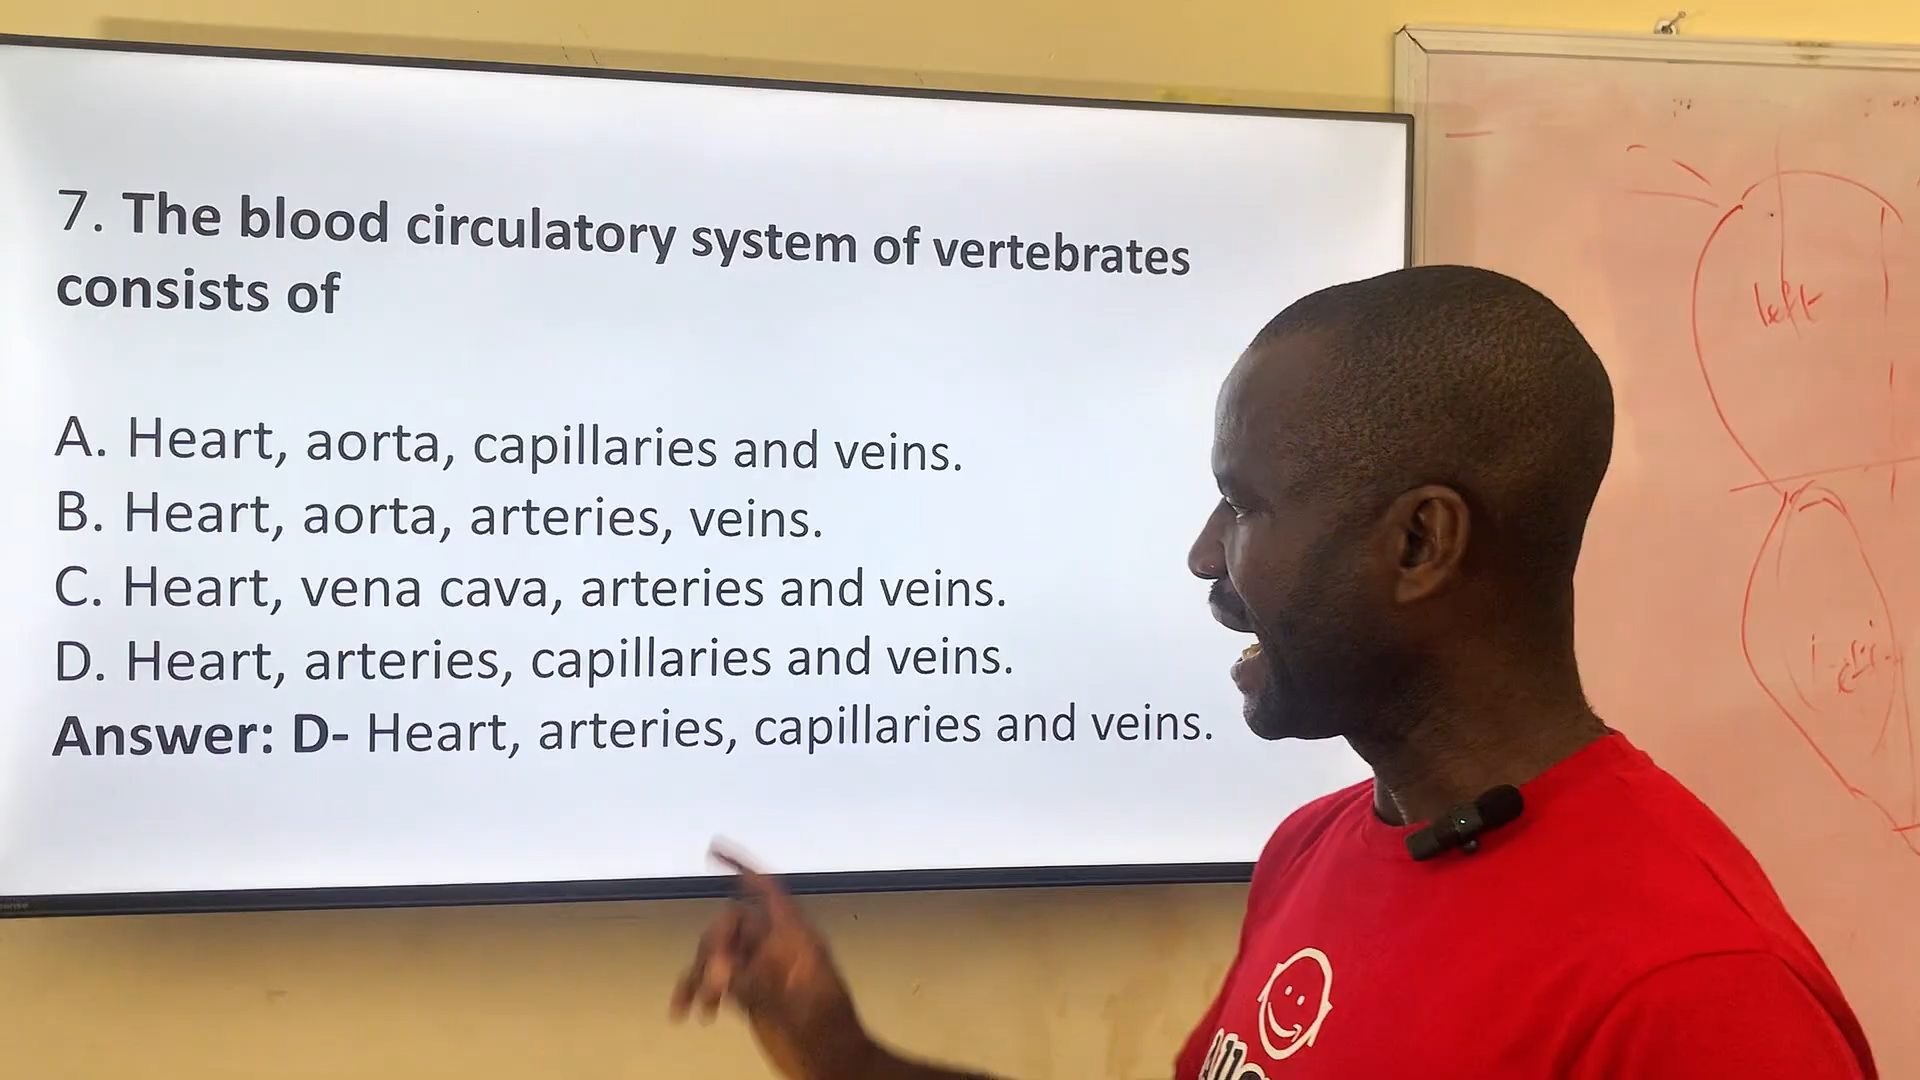 7. The blood circulatory system of vertebrates
consists of
A. Heart, aorta, capillaries and veins.
B. Heart, aorta, arteries, veins.
C. Heart, vena cava, arteries and veins.
D. Heart, arteries, capillaries and veins.
Answer: D- Heart, arteries, capillaries and veins.
left